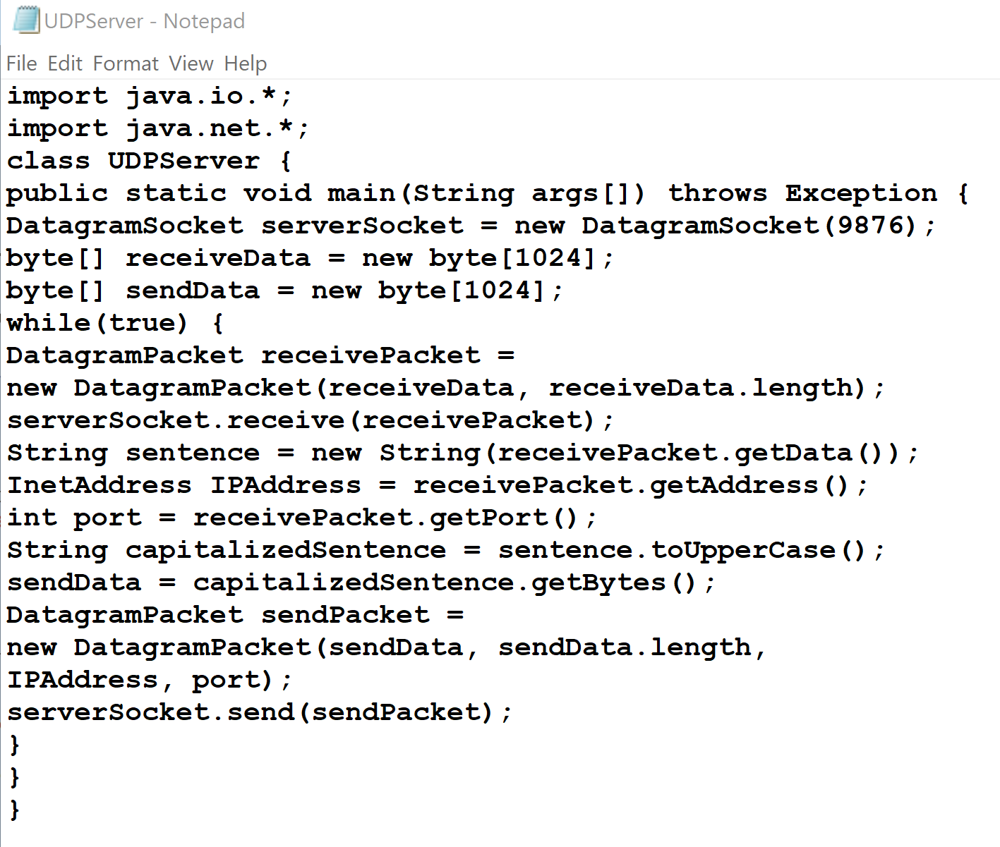 UDPServer - Notepad
File Edit Format View Help
import java.io.*;
import java.net.*;
class UDPServer {
public static void main(String args[]) throws Exception {
DatagramSocket serverSocket = new DatagramSocket(9876);
byte[] receiveData = new byte[1024];
byte[] sendData = new byte[1024];
while(true) {
DatagramPacket receivePacket =
new DatagramPacket(receiveData, receiveData.length);
serverSocket.receive(receivePacket);
String sentence = new String(receivePacket.getData());
InetAddress IPAddress = receivePacket.getAddress();
int port = receivePacket.getPort();
String capitalizedSentence = sentence.toUpperCase();
sendData = capitalizedSentence.getBytes();
DatagramPacket sendPacket =
new DatagramPacket(sendData, sendData.length,
IPAddress, port);
serverSocket.send(sendPacket);
}
}
}